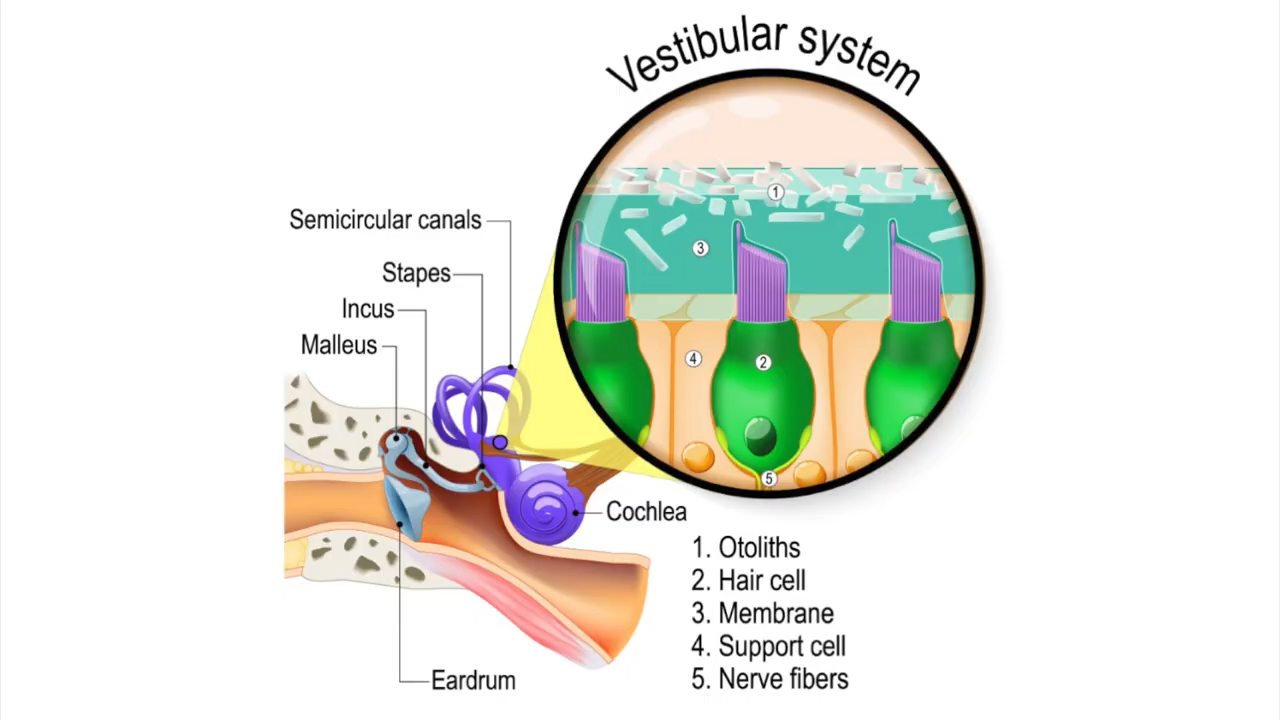 Vestibular system
Semicircular canals
Stapes
Incus
Malleus
Cochlea
Eardrum
1
3
4
2
5
1. Otoliths
2. Hair cell
3. Membrane
4. Support cell
5. Nerve fibers